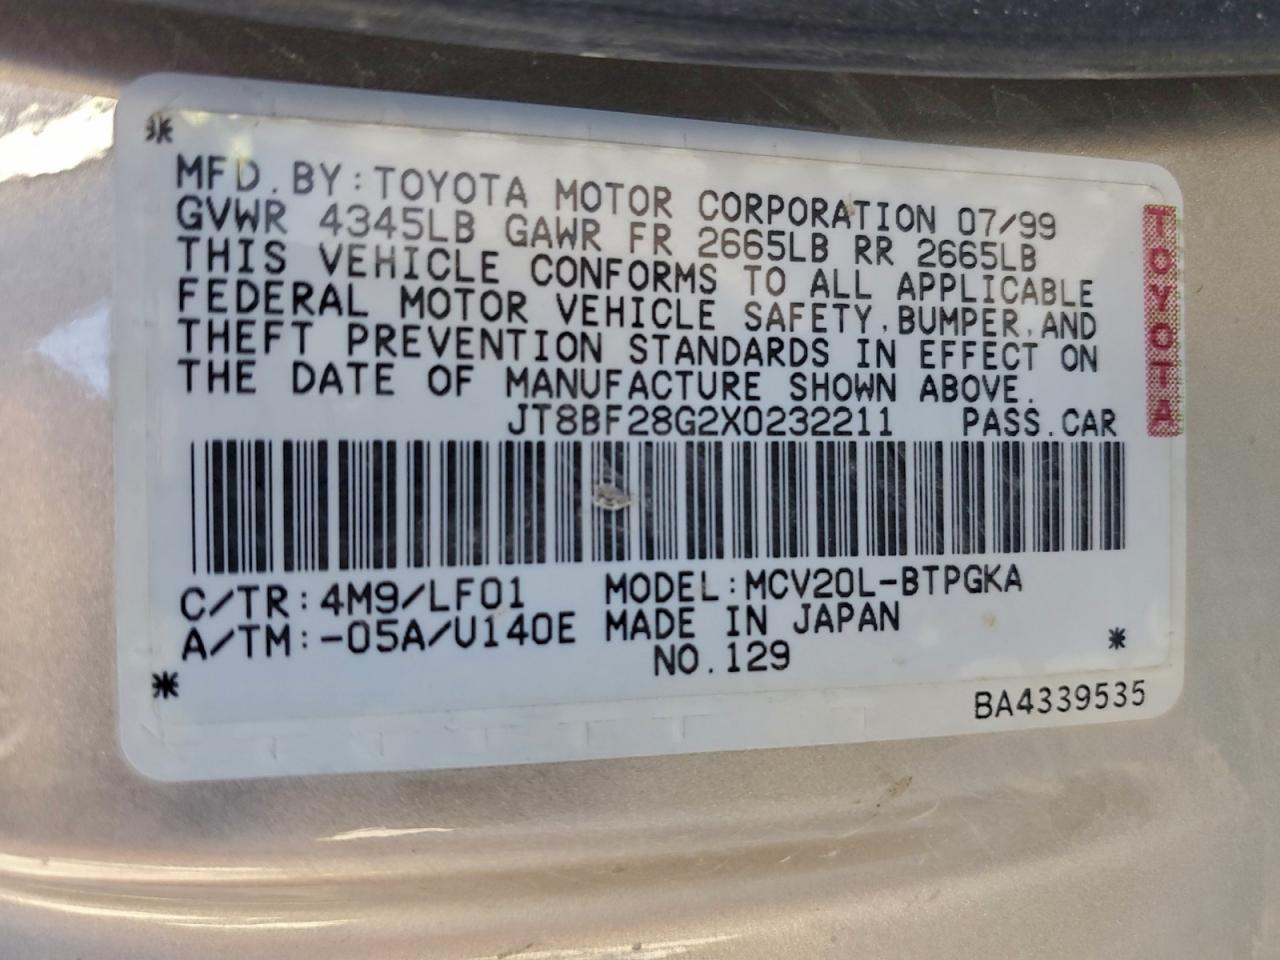 MFD.BY:TOYOTA MOTOR CORPORATION 07/99
GVWR 4345LB GAWR FR 2665LB RR 2665LB
THIS VEHICLE CONFORMS TO ALL APPLICABLE
FEDERAL MOTOR VEHICLE SAFETY,BUMPER,AND
THEFT PREVENTION STANDARDS IN EFFECT ON
THE DATE OF MANUFACTURE SHOWN ABOVE.
JT8BF28G2X0232211 PASS.CAR
C/TR:4M9/LF01 MODEL:MCV20L-BTPGKA
A/TM:-05A/U140E MADE IN JAPAN
NO.129
BA4339535
TOYOTA